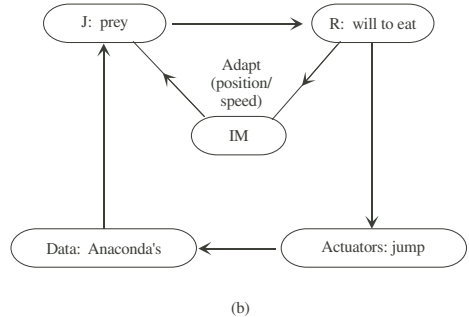 J: prey
R: will to eat
Adapt
(position/
speed)
IM
Data: Anaconda's
Actuators: jump
(b)